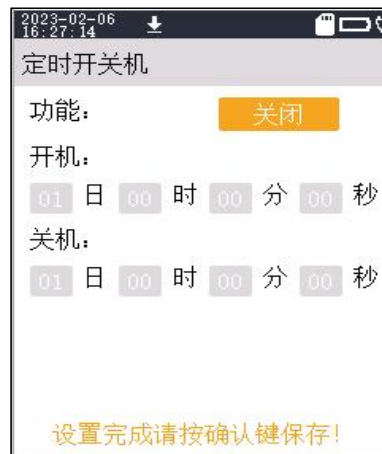 2023-02-06
16:27:14
定时开关机
功能：
关闭
开机：
01 日 00 时 00 分 00 秒
关机：
01 日 00 时 00 分 00 秒
设置完成请按确认键保存！